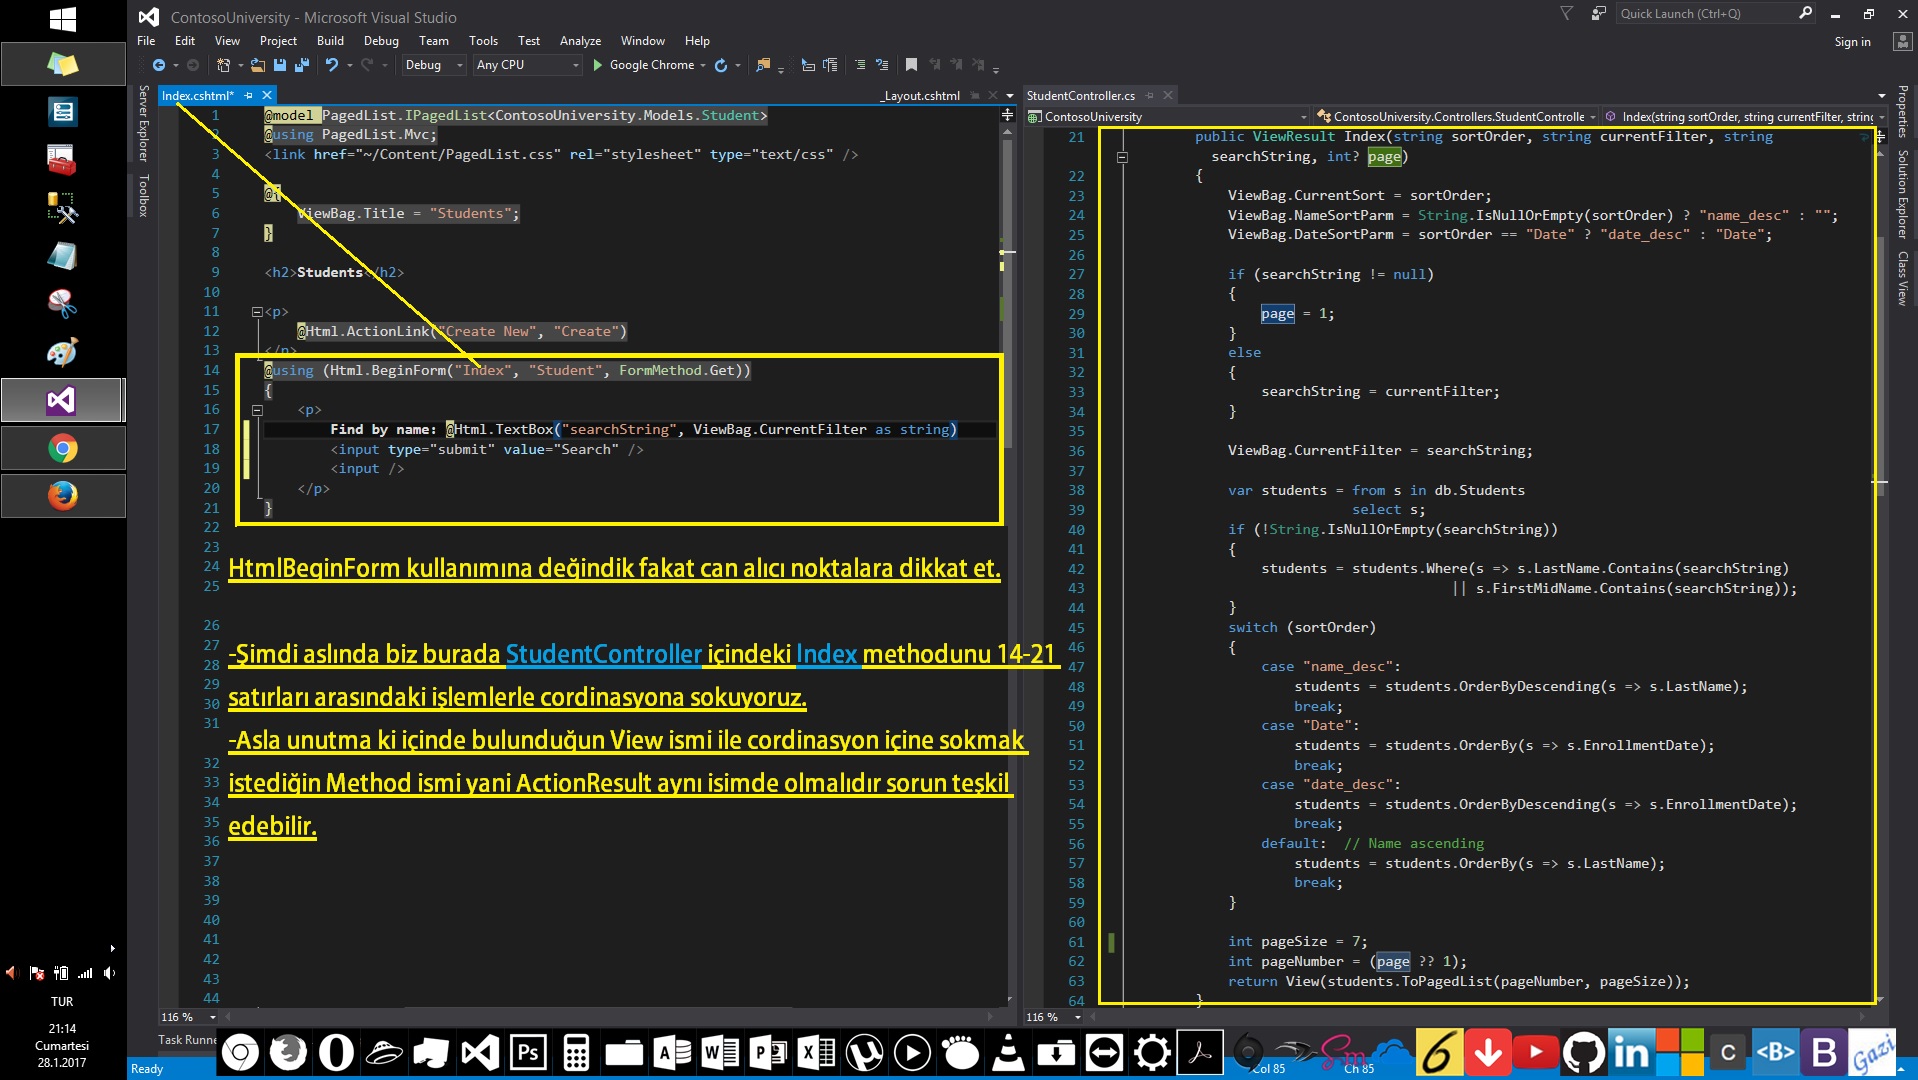 ContosoUniversity - Microsoft Visual Studio
Quick Launch (Ctrl+Q)
File Edit View Project Build Debug Team Tools Test Analyze Window Help
Sign in
Debug Any CPU Google Chrome
Server Explorer
Toolbox
Index.cshtml*
_Layout.cshtml
1 @model PagedList.IPagedList<ContosoUniversity.Models.Student>
2 @using PagedList.Mvc;
3 <link href="~/Content/PagedList.css" rel="stylesheet" type="text/css" />
4
5 @{
6 ViewBag.Title = "Students";
7 }
8
9 <h2>Students</h2>
10
11 <p>
12 @Html.ActionLink("Create New", "Create")
13 </p>
14 @using (Html.BeginForm("Index", "Student", FormMethod.Get))
15 {
16 <p>
17 Find by name: @Html.TextBox("searchString", ViewBag.CurrentFilter as string)
18 <input type="submit" value="Search" />
19 <input />
20 </p>
21 }
22
23
24
25
26
27
28
29
30
31
32
33
34
35
36
37
38
39
40
41
42
43
44
HtmlBeginForm kullanımına değindik fakat can alıcı noktalara dikkat et.
-Şimdi aslında biz burada StudentController içindeki Index methodunu 14-21
satırları arasındaki işlemlerle cordinasyona sokuyoruz.
-Asla unutma ki içinde bulunduğun View ismi ile cordinasyon içine sokmak
istediğin Method ismi yani ActionResult aynı isimde olmalıdır sorun teşkil
edebilir.
116 %
StudentController.cs
ContosoUniversity ContosoUniversity.Controllers.StudentControlle Index(string sortOrder, string currentFilter, string
21 public ViewResult Index(string sortOrder, string currentFilter, string
searchString, int? page)
22 {
23 ViewBag.CurrentSort = sortOrder;
24 ViewBag.NameSortParm = String.IsNullOrEmpty(sortOrder) ? "name_desc" : "";
25 ViewBag.DateSortParm = sortOrder == "Date" ? "date_desc" : "Date";
26
27 if (searchString != null)
28 {
29 page = 1;
30 }
31 else
32 {
33 searchString = currentFilter;
34 }
35
36 ViewBag.CurrentFilter = searchString;
37
38 var students = from s in db.Students
39 select s;
40 if (!String.IsNullOrEmpty(searchString))
41 {
42 students = students.Where(s => s.LastName.Contains(searchString)
43 || s.FirstMidName.Contains(searchString));
44 }
45 switch (sortOrder)
46 {
47 case "name_desc":
48 students = students.OrderByDescending(s => s.LastName);
49 break;
50 case "Date":
51 students = students.OrderBy(s => s.EnrollmentDate);
52 break;
53 case "date_desc":
54 students = students.OrderByDescending(s => s.EnrollmentDate);
55 break;
56 default: // Name ascending
57 students = students.OrderBy(s => s.LastName);
58 break;
59 }
60
61 int pageSize = 7;
62 int pageNumber = (page ?? 1);
63 return View(students.ToPagedList(pageNumber, pageSize));
64 }
116 %
Properties
Solution Explorer
Class View
TUR
21:14
Cumartesi
28.1.2017
Task Runne
Ready
Col 85 Ch 85
Ps
6
in
C
<B>
B
Gazi